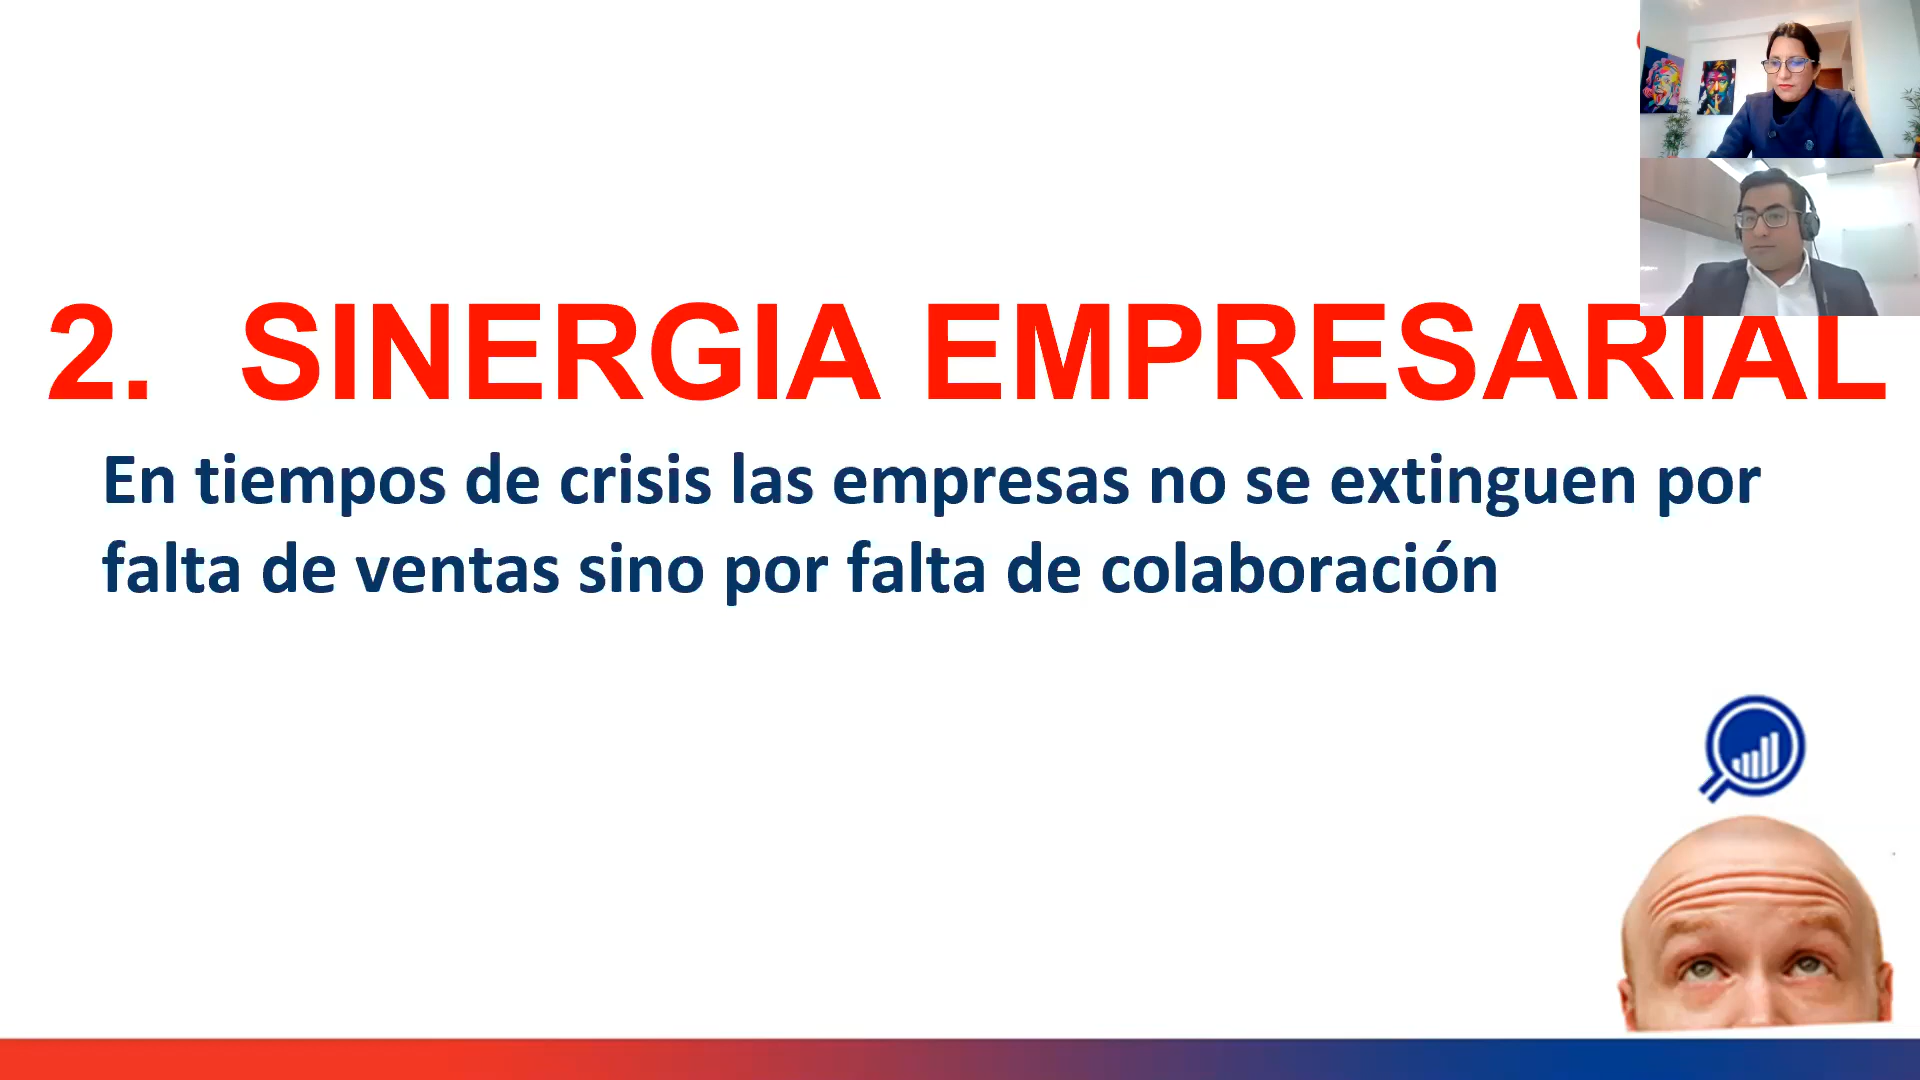 2. SINERGIA EMPRESARIAL
En tiempos de crisis las empresas no se extinguen por
falta de ventas sino por falta de colaboración